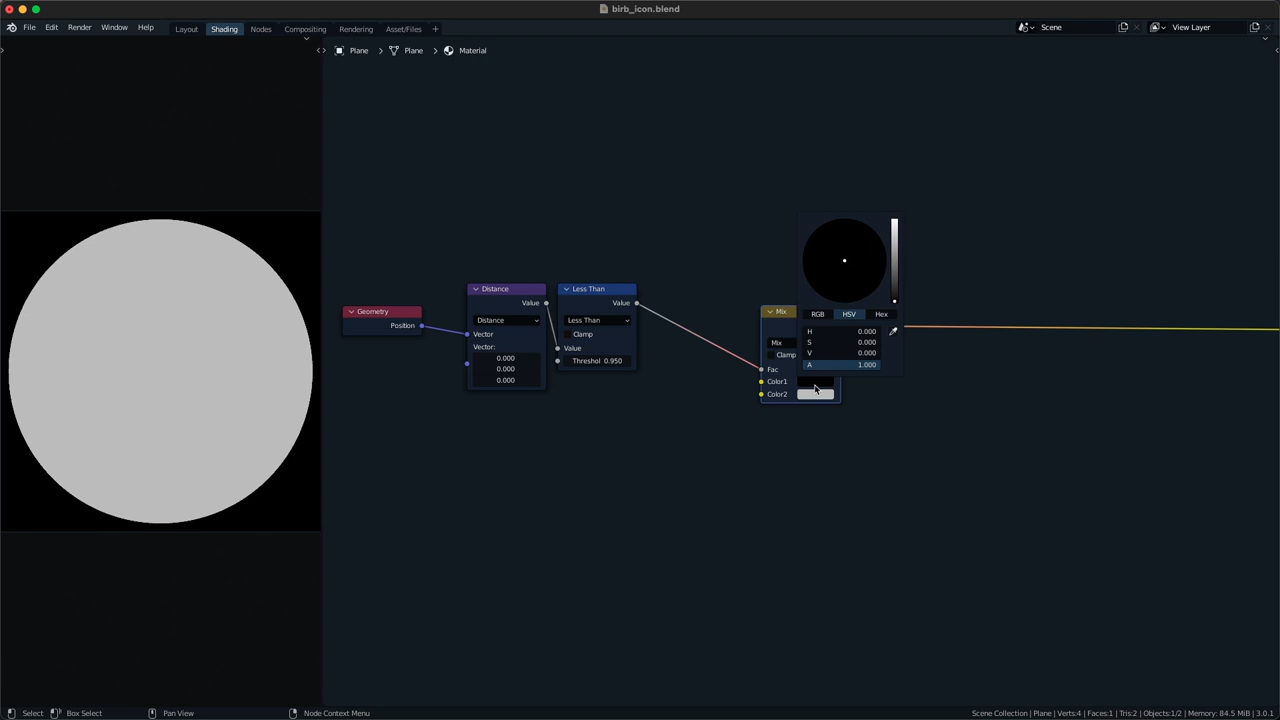 birb_icon.blend
File Edit Render Window Help Layout Shading Nodes Compositing Rendering Asset/Files + Scene View Layer
Plane > Plane > Material
Geometry
Position
Distance
Value
Distance
Vector
Vector:
0.000
0.000
0.000
Less Than
Value
Less Than
Clamp
Value
Threshol 0.950
Mix
Mix
Clamp
Fac
Color1
Color2
RGB HSV Hex
H 0.000
S 0.000
V 0.000
A 1.000
Select Box Select Pan View Node Context Menu Scene Collection | Plane | Verts:4 | Faces:1 | Tris:2 | Objects:1/2 | Memory: 84.5 MiB | 3.0.1